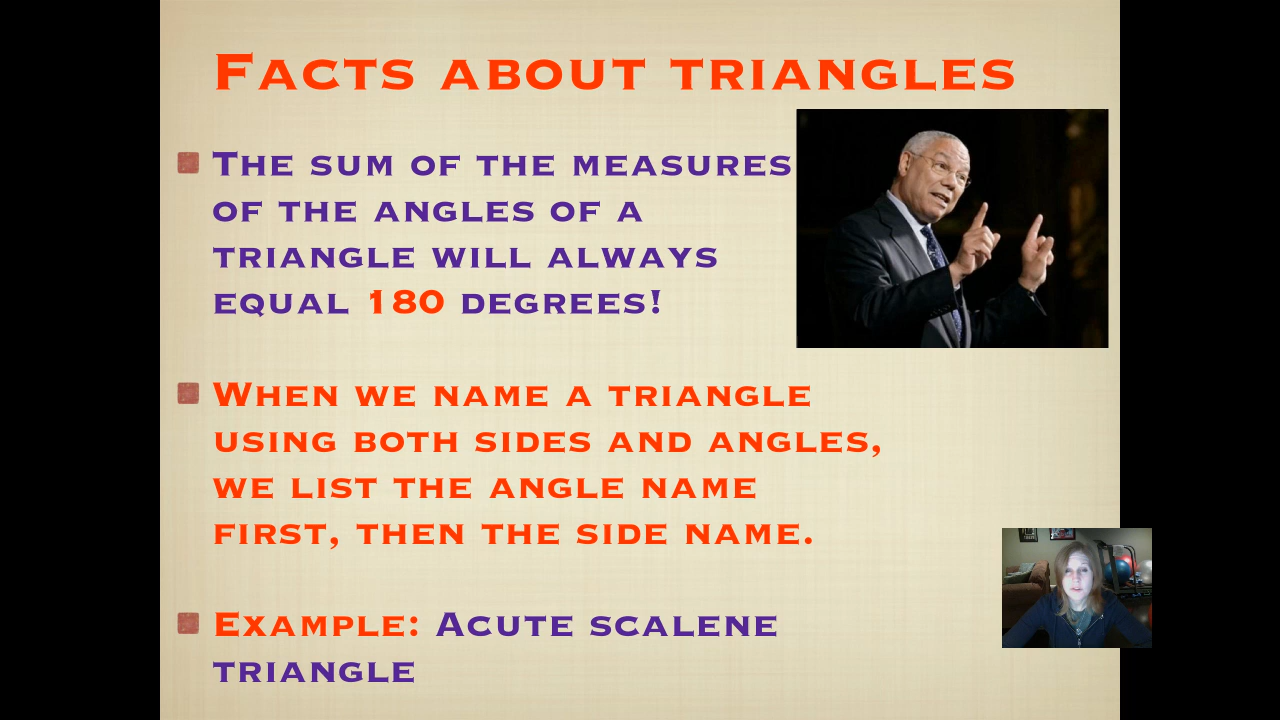 Facts about triangles
The sum of the measures
of the angles of a
triangle will always
equal 180 degrees!
When we name a triangle
using both sides and angles,
we list the angle name
first, then the side name.
Example: Acute scalene
triangle